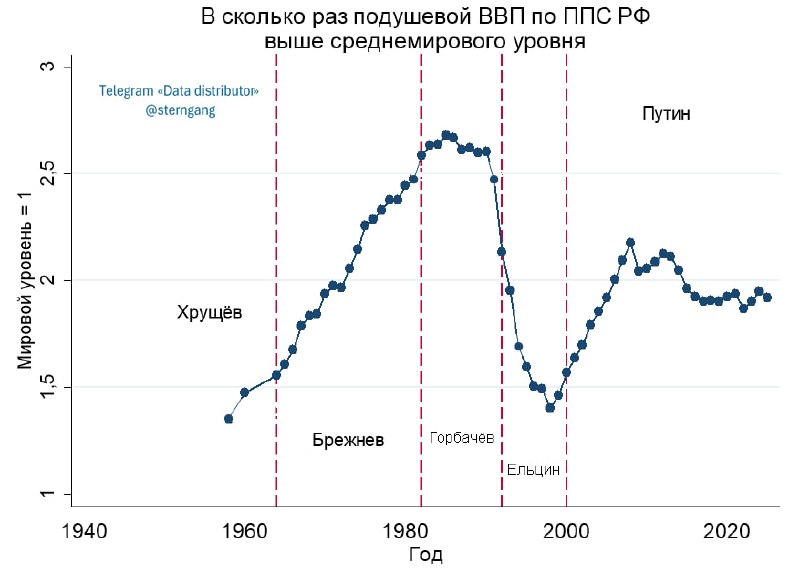 В сколько раз подушевой ВВП по ППС РФ
выше среднемирового уровня
Telegram «Data distributor»
@sterngang
Путин
Хрущёв
Брежнев
Горбачев
Ельцин
Мировой уровень = 1
3
2,5
2
1,5
1
1940
1960
1980
2000
2020
Год